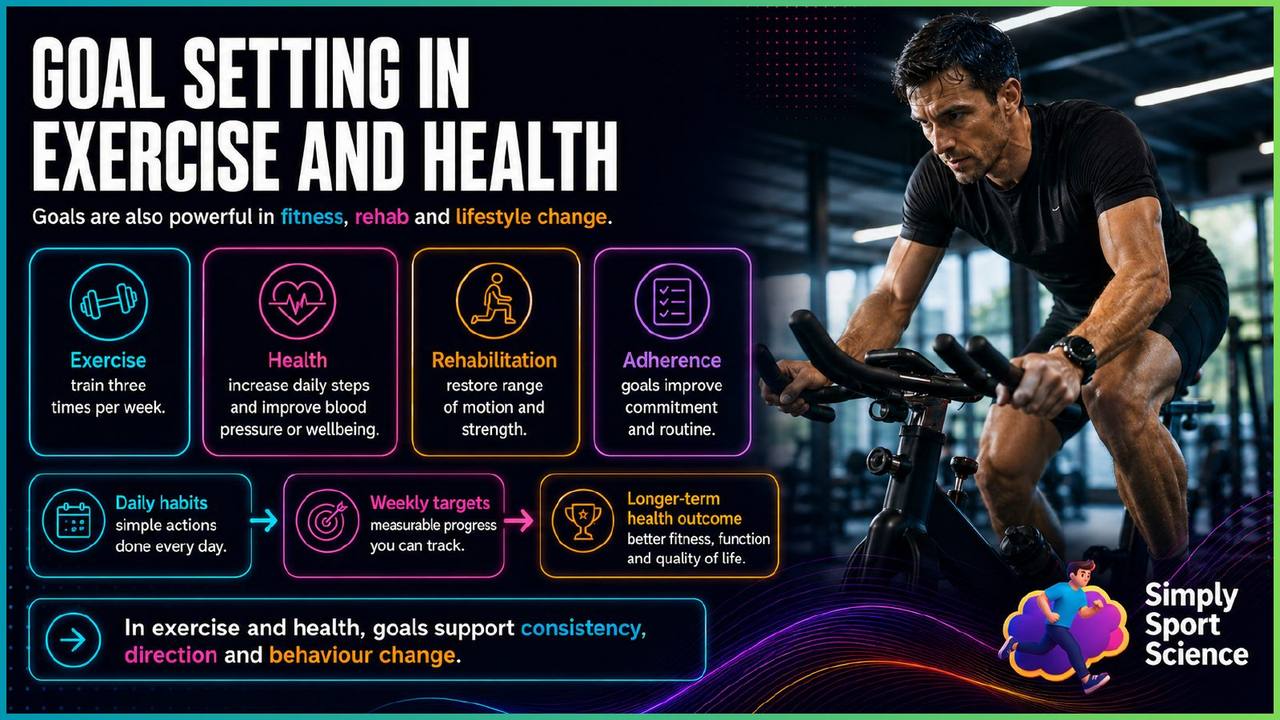 GOAL SETTING IN
EXERCISE AND HEALTH
Goals are also powerful in fitness, rehab and lifestyle change.
Exercise
train three
times per week.
Health
increase daily steps
and improve blood
pressure or wellbeing.
Rehabilitation
restore range
of motion and
strength.
Adherence
goals improve
commitment
and routine.
Daily habits
simple actions
done every day.
Weekly targets
measurable progress
you can track.
Longer-term
health outcome
better fitness, function
and quality of life.
In exercise and health, goals support consistency,
direction and behaviour change.
Simply
Sport
Science